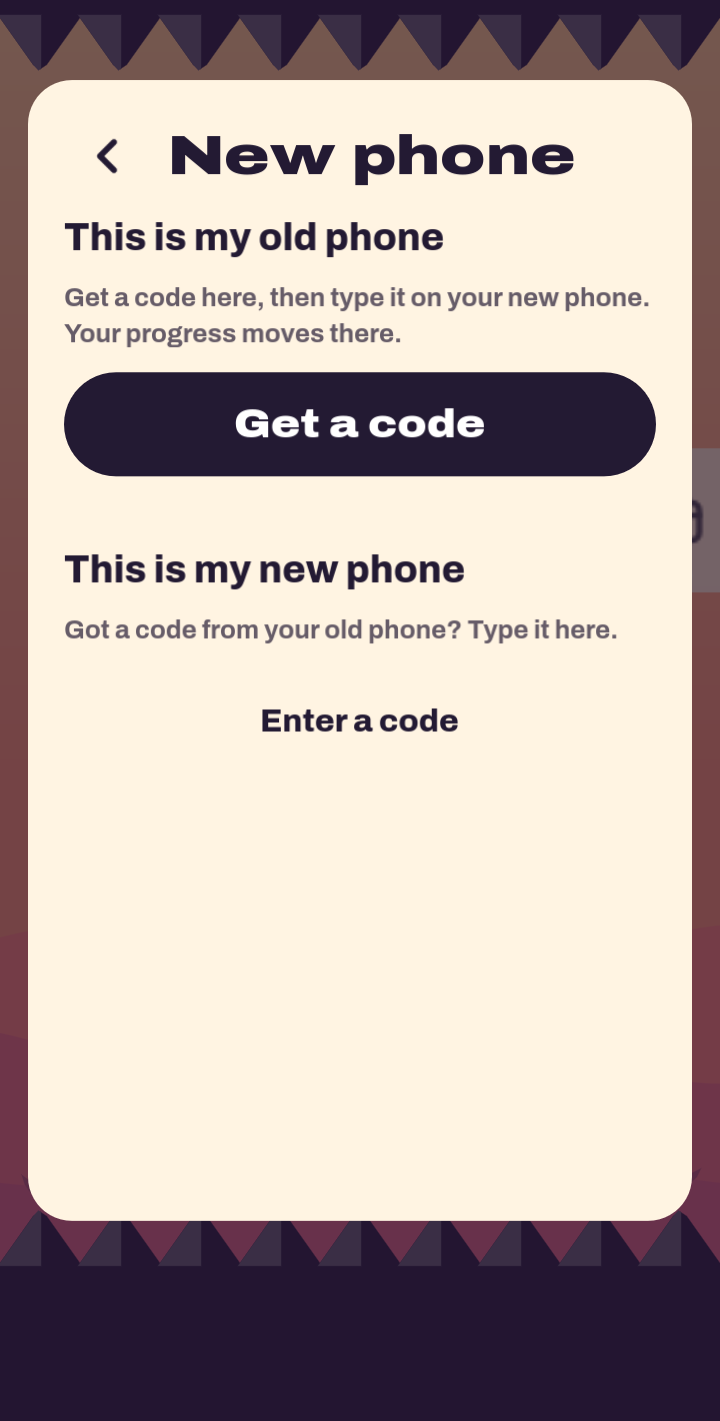 New phone
This is my old phone
Get a code here, then type it on your new phone.
Your progress moves there.
Get a code
This is my new phone
Got a code from your old phone? Type it here.
Enter a code